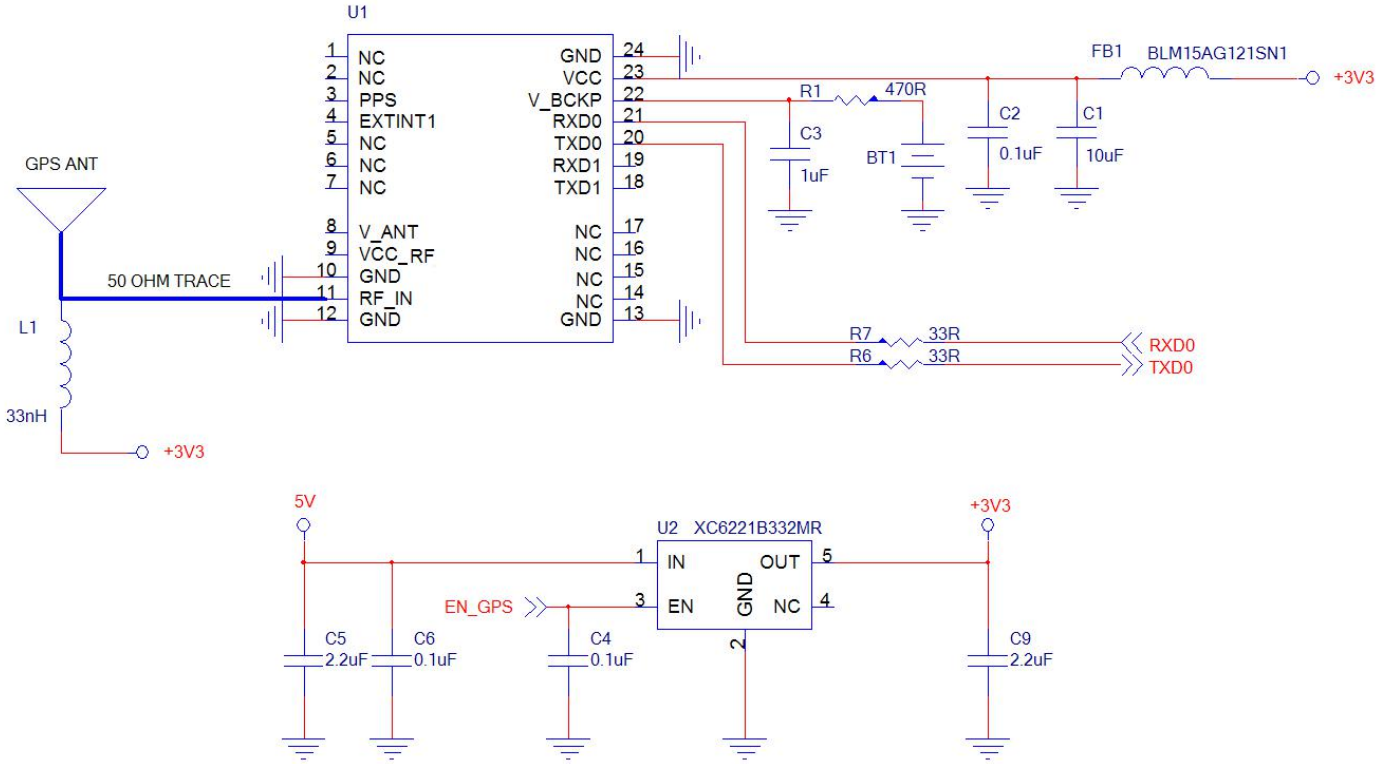 U1
1 NC GND 24
2 NC VCC 23
3 PPS V_BCKP 22
4 EXTINT1 RXD0 21
5 NC TXD0 20
6 NC RXD1 19
7 NC TXD1 18
8 V_ANT NC 17
9 VCC_RF NC 16
10 GND NC 15
11 RF_IN NC 14
12 GND GND 13
FB1 BLM15AG121SN1
+3V3
R1 470R
C3
1uF
BT1
C2
0.1uF
C1
10uF
GPS ANT
50 OHM TRACE
L1
33nH
+3V3
R7 33R
RXD0
R6 33R
TXD0
5V
U2 XC6221B332MR
+3V3
1 IN OUT 5
EN_GPS
3 EN GND NC 4
2
C5
2.2uF
C6
0.1uF
C4
0.1uF
C9
2.2uF